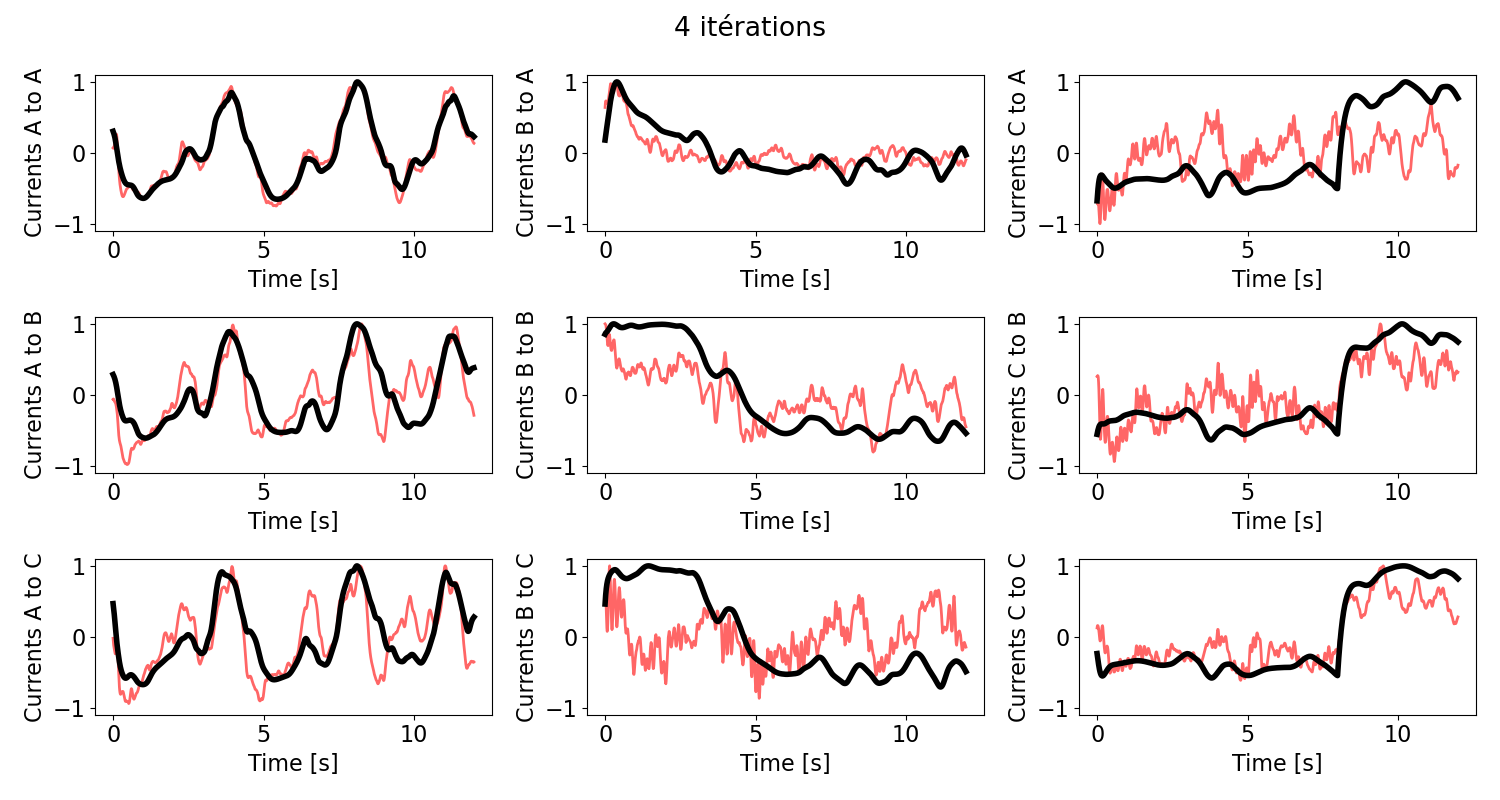 4 itérations
Currents A to A
1
0
−1
0 5 10
Time [s]
Currents B to A
1
0
−1
0 5 10
Time [s]
Currents C to A
1
0
−1
0 5 10
Time [s]
Currents A to B
1
0
−1
0 5 10
Time [s]
Currents B to B
1
0
−1
0 5 10
Time [s]
Currents C to B
1
0
−1
0 5 10
Time [s]
Currents A to C
1
0
−1
0 5 10
Time [s]
Currents B to C
1
0
−1
0 5 10
Time [s]
Currents C to C
1
0
−1
0 5 10
Time [s]